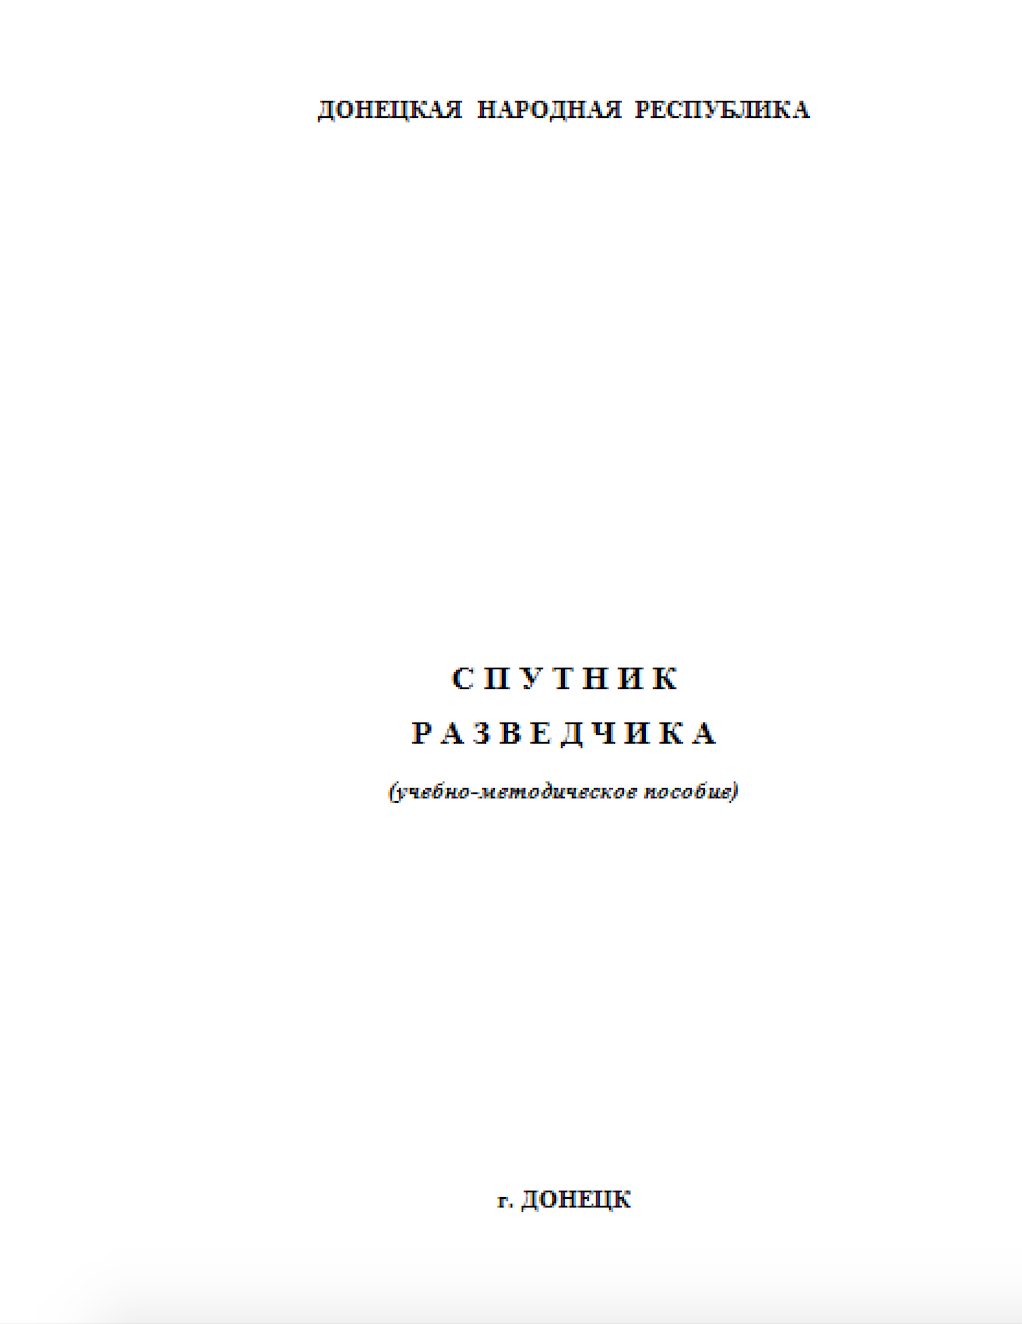 ДОНЕЦКАЯ НАРОДНАЯ РЕСПУБЛИКА
С П У Т Н И К
Р А З В Е Д Ч И К А
(учебно-методическое пособие)
г. ДОНЕЦК